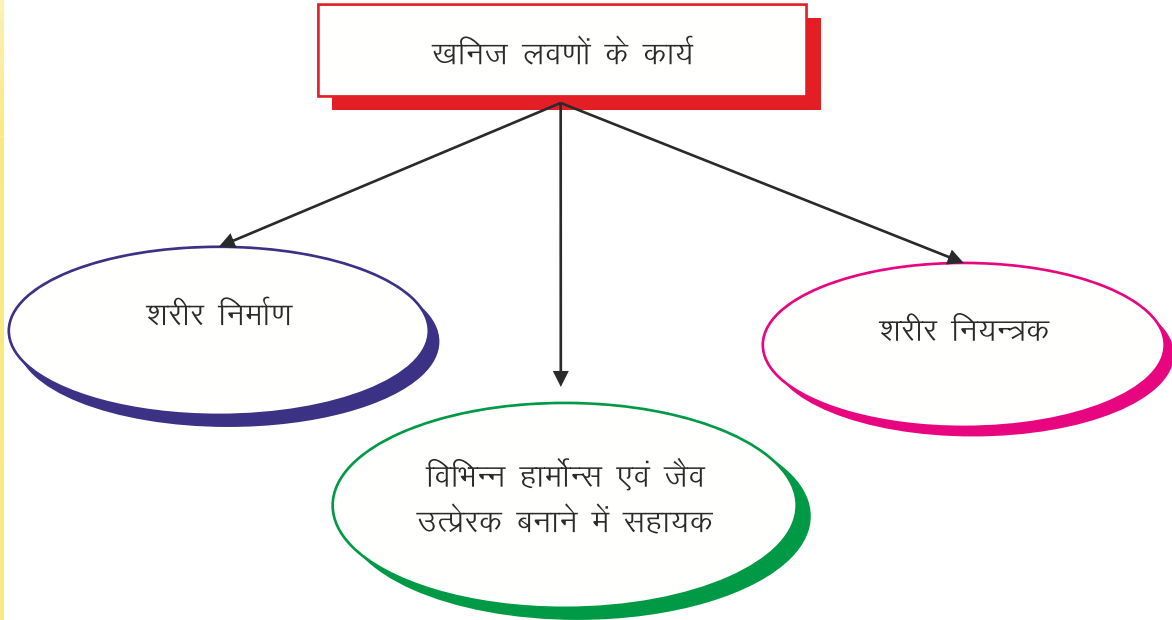 खनिज लवणों के कार्य
शरीर निर्माण
शरीर नियन्त्रक
विभिन्न हार्मोन्स एवं जैव
उत्प्रेरक बनाने में सहायक